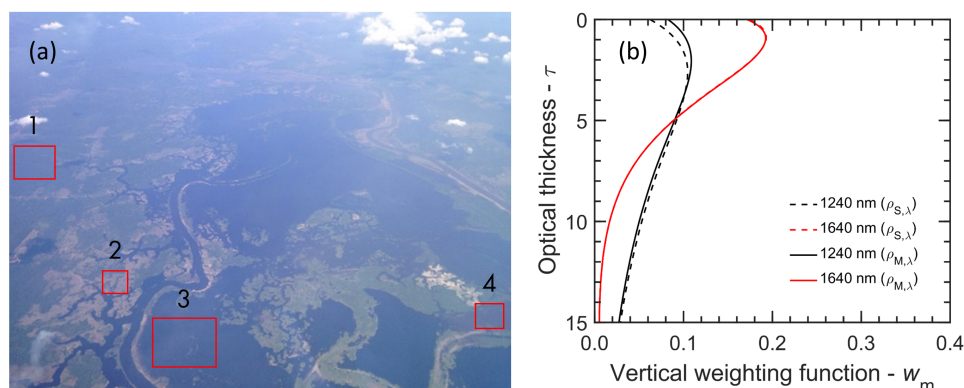 (a)
1
2
3
4
(b)
0
5
10
15
Optical thickness - τ
1240 nm (ρS,λ)
1640 nm (ρS,λ)
1240 nm (ρM,λ)
1640 nm (ρM,λ)
0.0 0.1 0.2 0.3 0.4
Vertical weighting function - wm